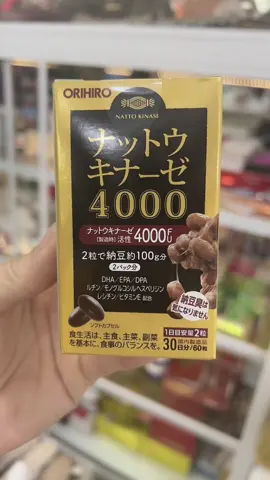 ORIHIRO
NATTO KINASE
ナットウ
キナーゼ
4000
ナットウキナーゼ
[製造時]活性 4000FU
2粒で納豆約100g分
(2パック分)
DHA／EPA／DPA
ルチン／モノグルコシルヘスペリジン
レシチン／ビタミンE 配合
納豆臭は
気になりません
ソフトカプセル
食生活は、主食、主菜、副菜
を基本に、食事のバランスを。
1日目安量2粒
30日分/60粒
国内製造品